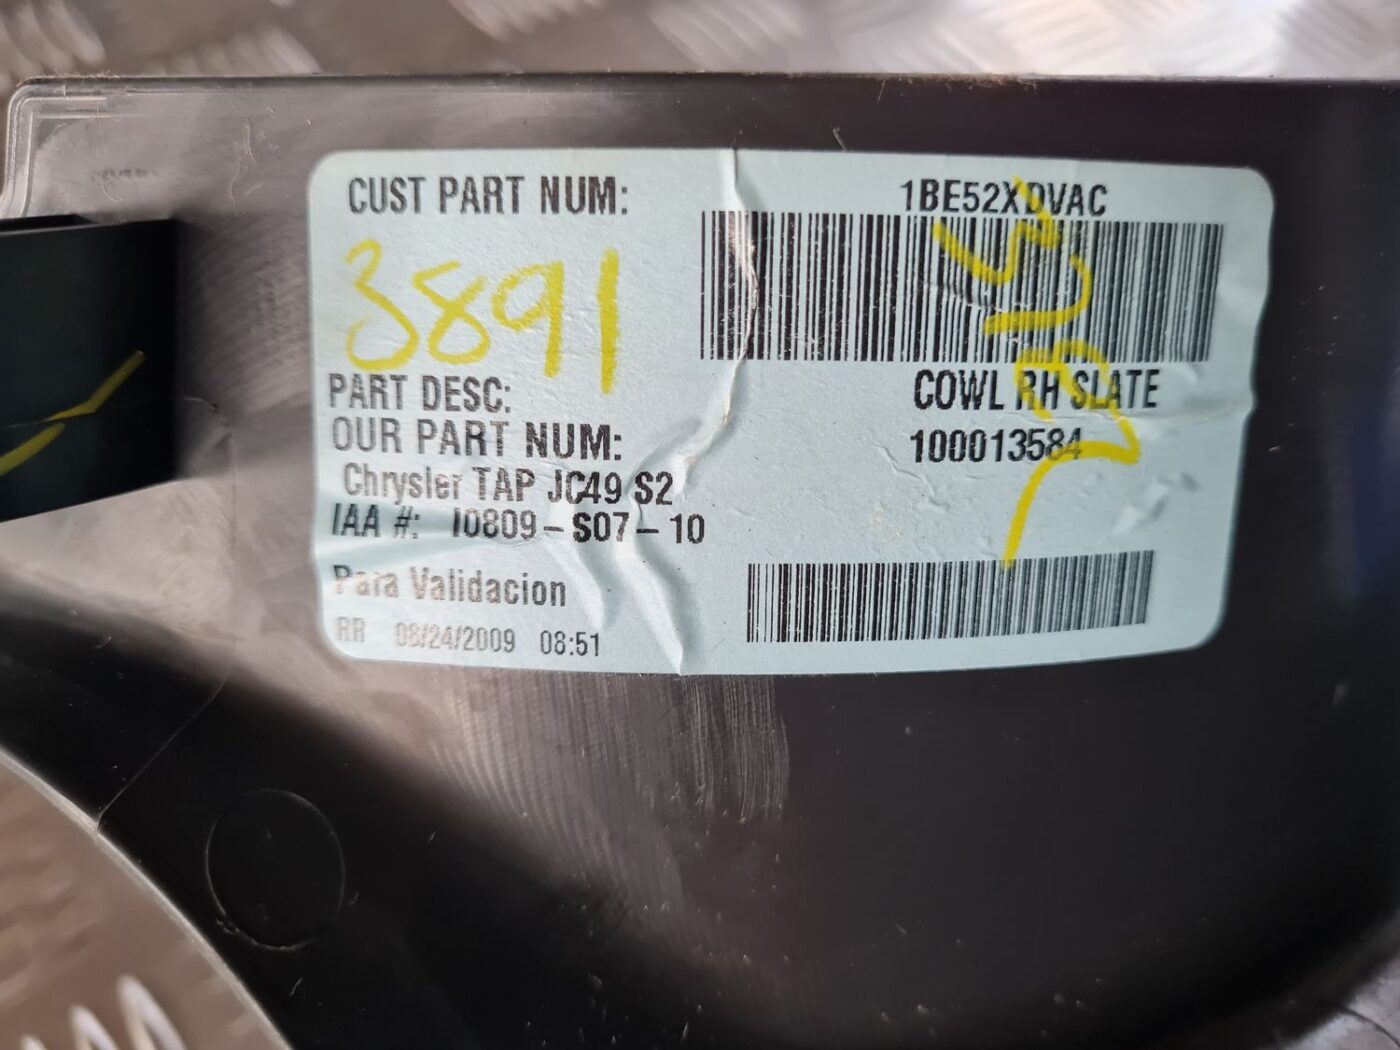 CUST PART NUM: 1BE52XDVAC
3891
PART DESC: COWL RH SLATE
OUR PART NUM: 100013584
Chrysler TAP JC49 S2
IAA #: I0809-S07-10
Para Validacion
RR 08/24/2009 08:51